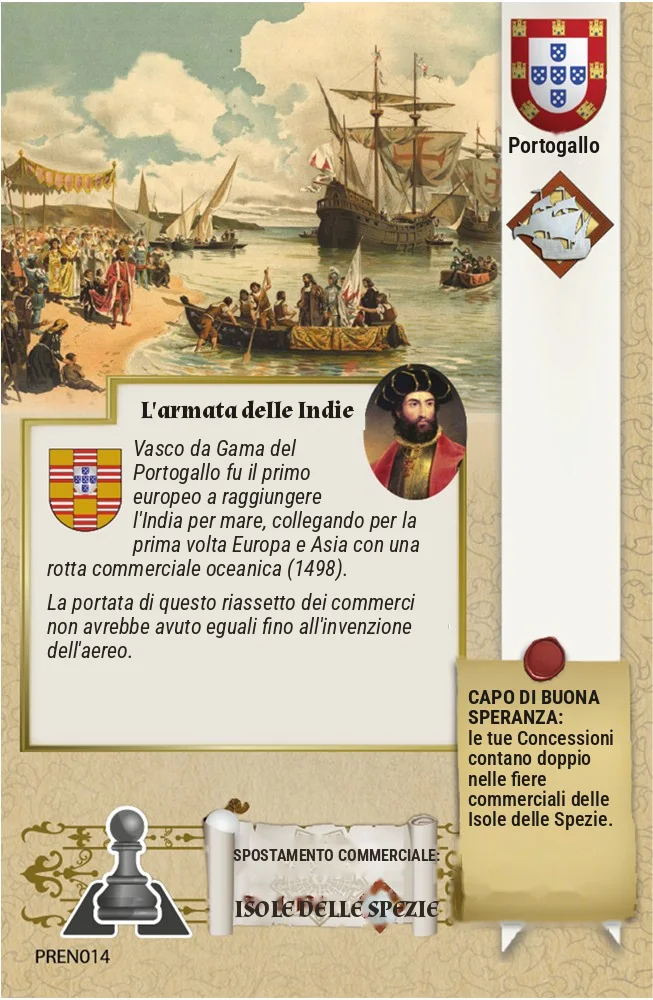 Portogallo
L'armata delle Indie
Vasco da Gama del
Portogallo fu il primo
europeo a raggiungere
l'India per mare, collegando per la
prima volta Europa e Asia con una
rotta commerciale oceanica (1498).
La portata di questo riassetto dei commerci
non avrebbe avuto eguali fino all'invenzione
dell'aereo.
CAPO DI BUONA
SPERANZA:
le tue Concessioni
contano doppio
nelle fiere
commerciali delle
Isole delle Spezie.
SPOSTAMENTO COMMERCIALE:
ISOLE DELLE SPEZIE
PREN014